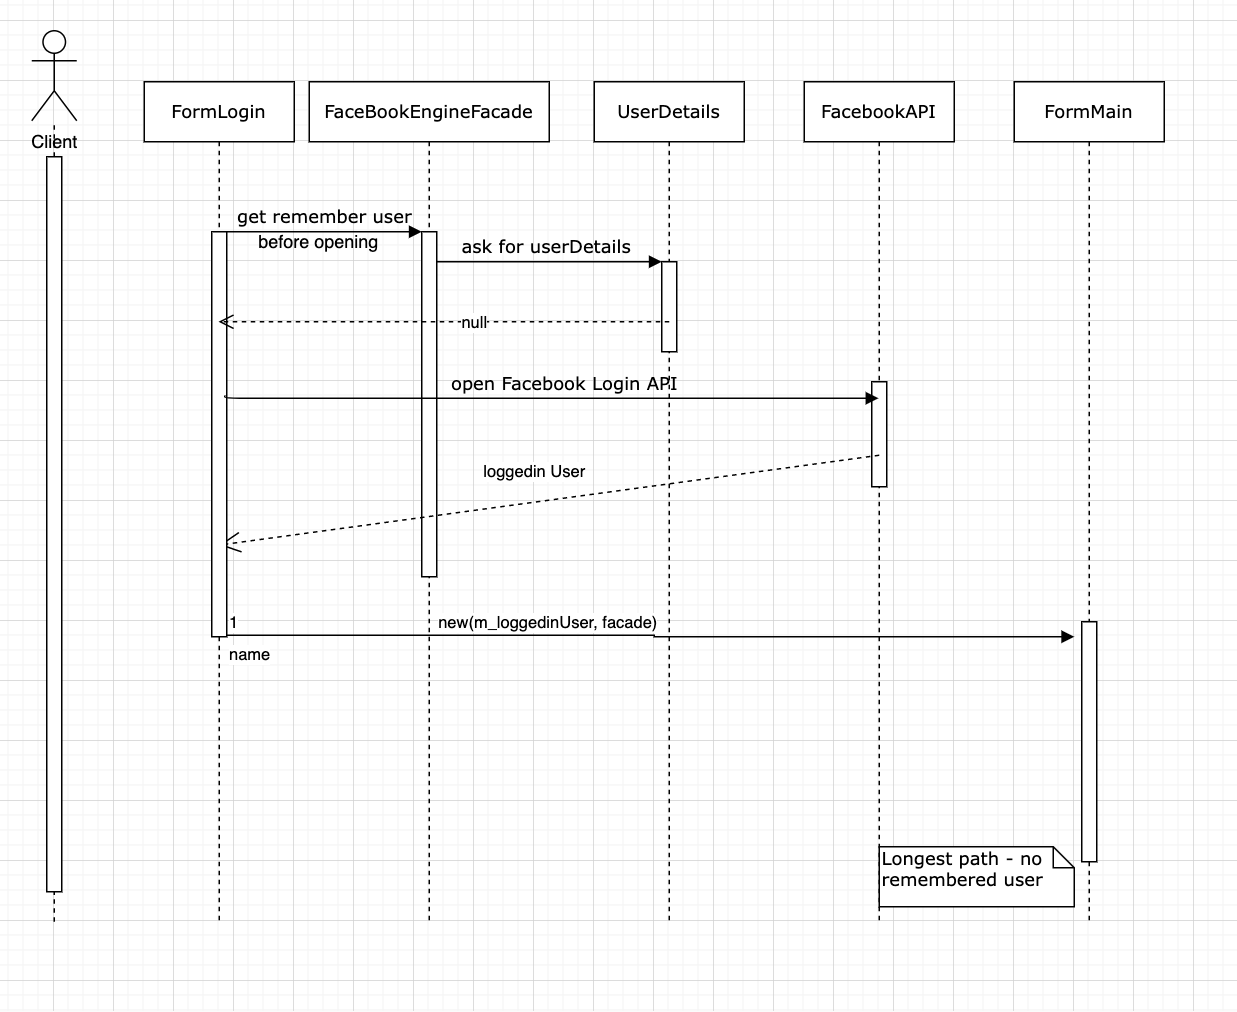 Client
FormLogin
FaceBookEngineFacade
UserDetails
FacebookAPI
FormMain
get remember user
before opening
ask for userDetails
null
open Facebook Login API
loggedin User
1
new(m_loggedinUser, facade)
name
Longest path - no
remembered user